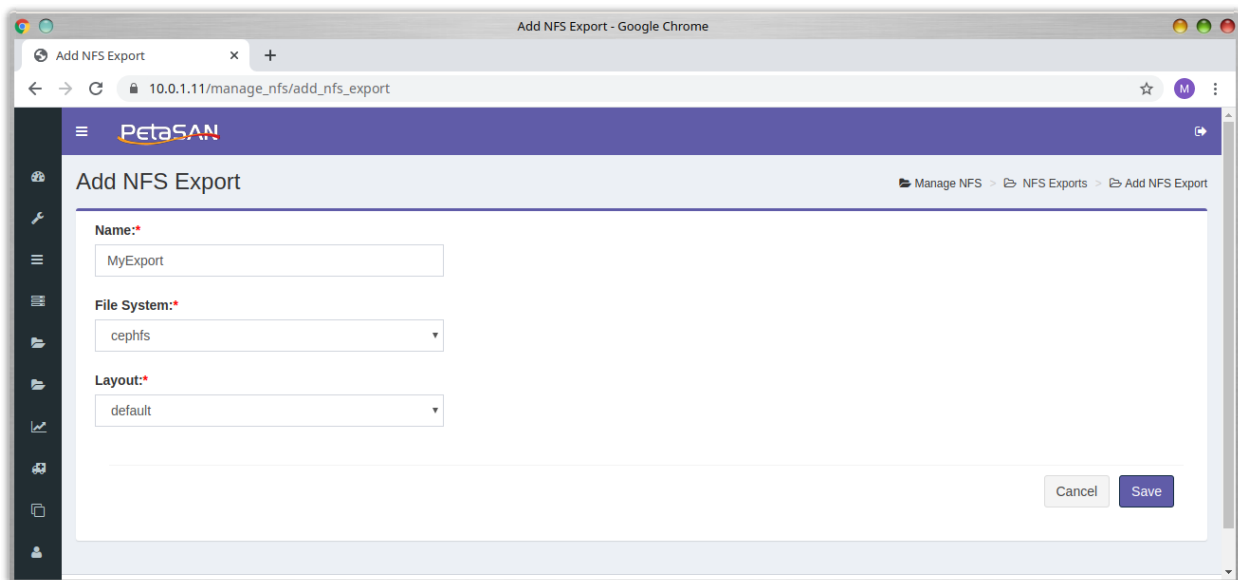 Add NFS Export - Google Chrome
Add NFS Export
10.0.1.11/manage_nfs/add_nfs_export
M
PetaSAN
Add NFS Export
Manage NFS > NFS Exports > Add NFS Export
Name:*
MyExport
File System:*
cephfs
Layout:*
default
Cancel Save